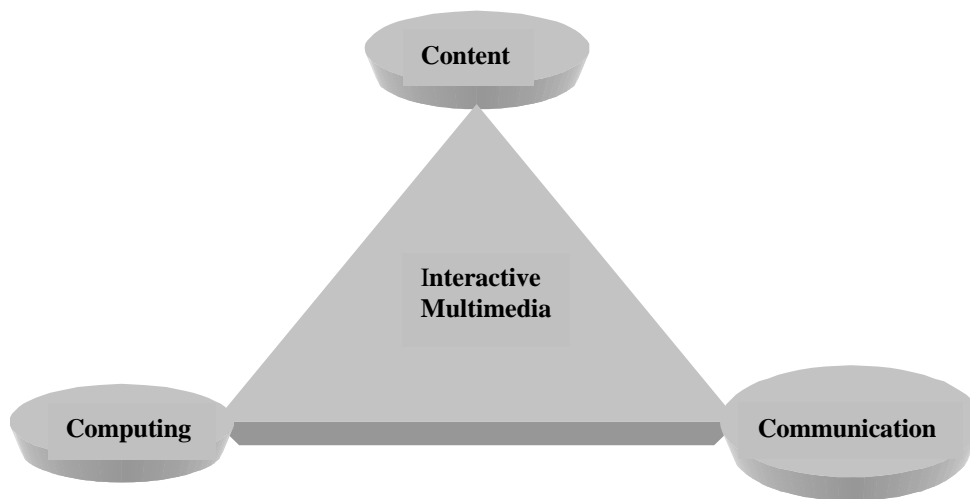 Content
Interactive
Multimedia
Computing
Communication